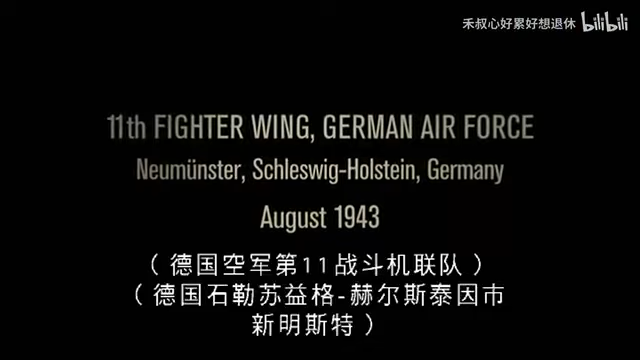 禾叔心好累好想退休 bilibili
11th FIGHTER WING, GERMAN AIR FORCE
Neumünster, Schleswig-Holstein, Germany
August 1943
（ 德国空军第11战斗机联队 ）
（ 德国石勒苏益格-赫尔斯泰因市
新明斯特 ）